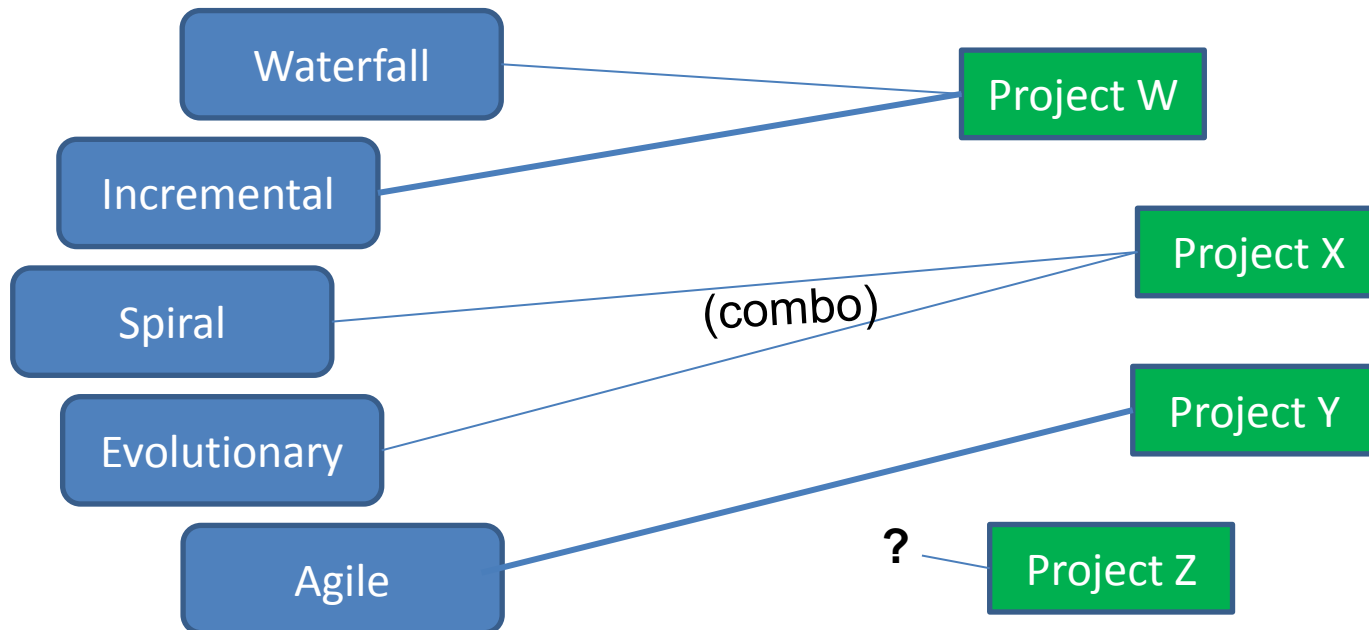 Waterfall
Incremental
Spiral
Evolutionary
Agile
(combo)
?
Project W
Project X
Project Y
Project Z